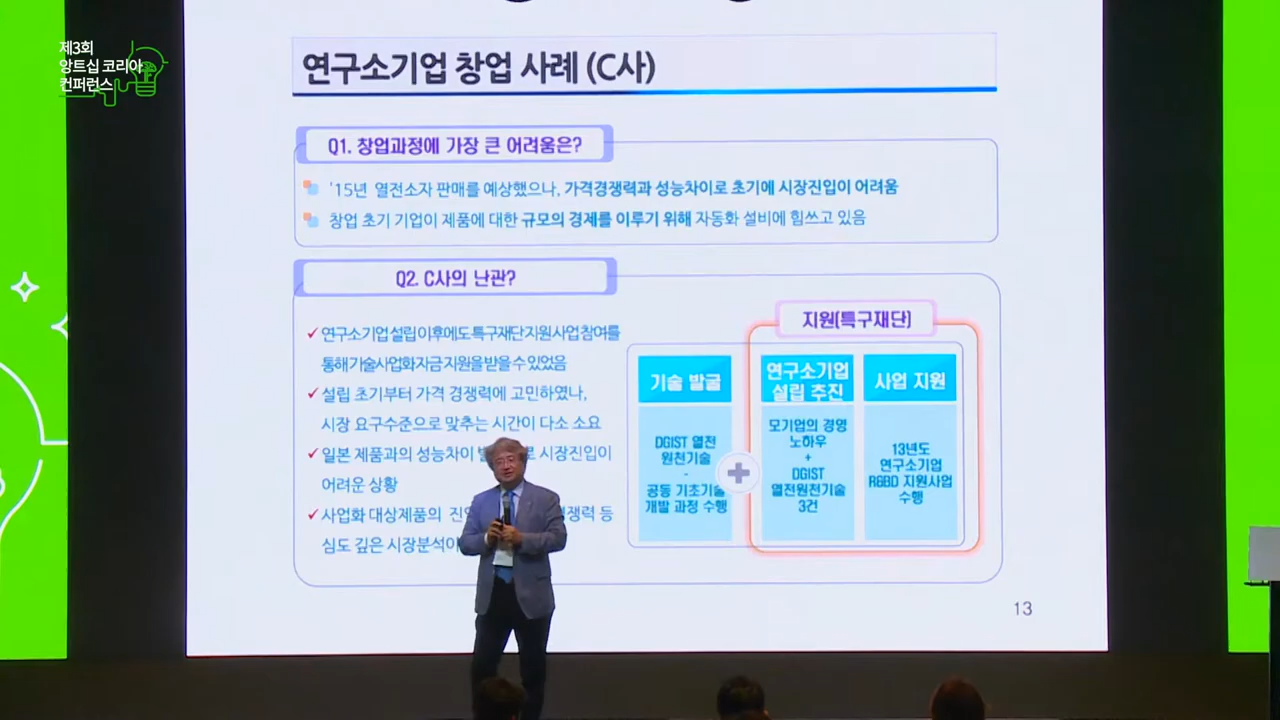 제3회
앙트십 코리아
컨퍼런스
연구소기업 창업 사례 (C사)
Q1. 창업과정에 가장 큰 어려움은?
'15년 열전소자 판매를 예상했으나, 가격경쟁력과 성능차이로 초기에 시장진입이 어려움
창업 초기 기업이 제품에 대한 규모의 경제를 이루기 위해 자동화 설비에 힘쓰고 있음
Q2. C사의 난관?
✓ 연구소기업 설립 이후에도 특구재단 지원 사업 참여를
통해 기술사업화 자금 지원을 받을 수 있었음
✓ 설립 초기부터 가격 경쟁력에 고민하였나,
시장 요구수준으로 맞추는 시간이 다소 소요
✓ 일본 제품과의 성능차이 시장진입이
어려운 상황
✓ 사업화 대상제품의 등
심도 깊은 시장분석이
지원(특구재단)
기술 발굴
DGIST 열전
원천기술
-
공동 기초기술
개발 과정 수행
+
연구소기업
설립 추진
모기업의 경영
노하우
+
DGIST
열전원천기술
3건
사업 지원
13년도
연구소기업
R&BD 지원사업
수행
13